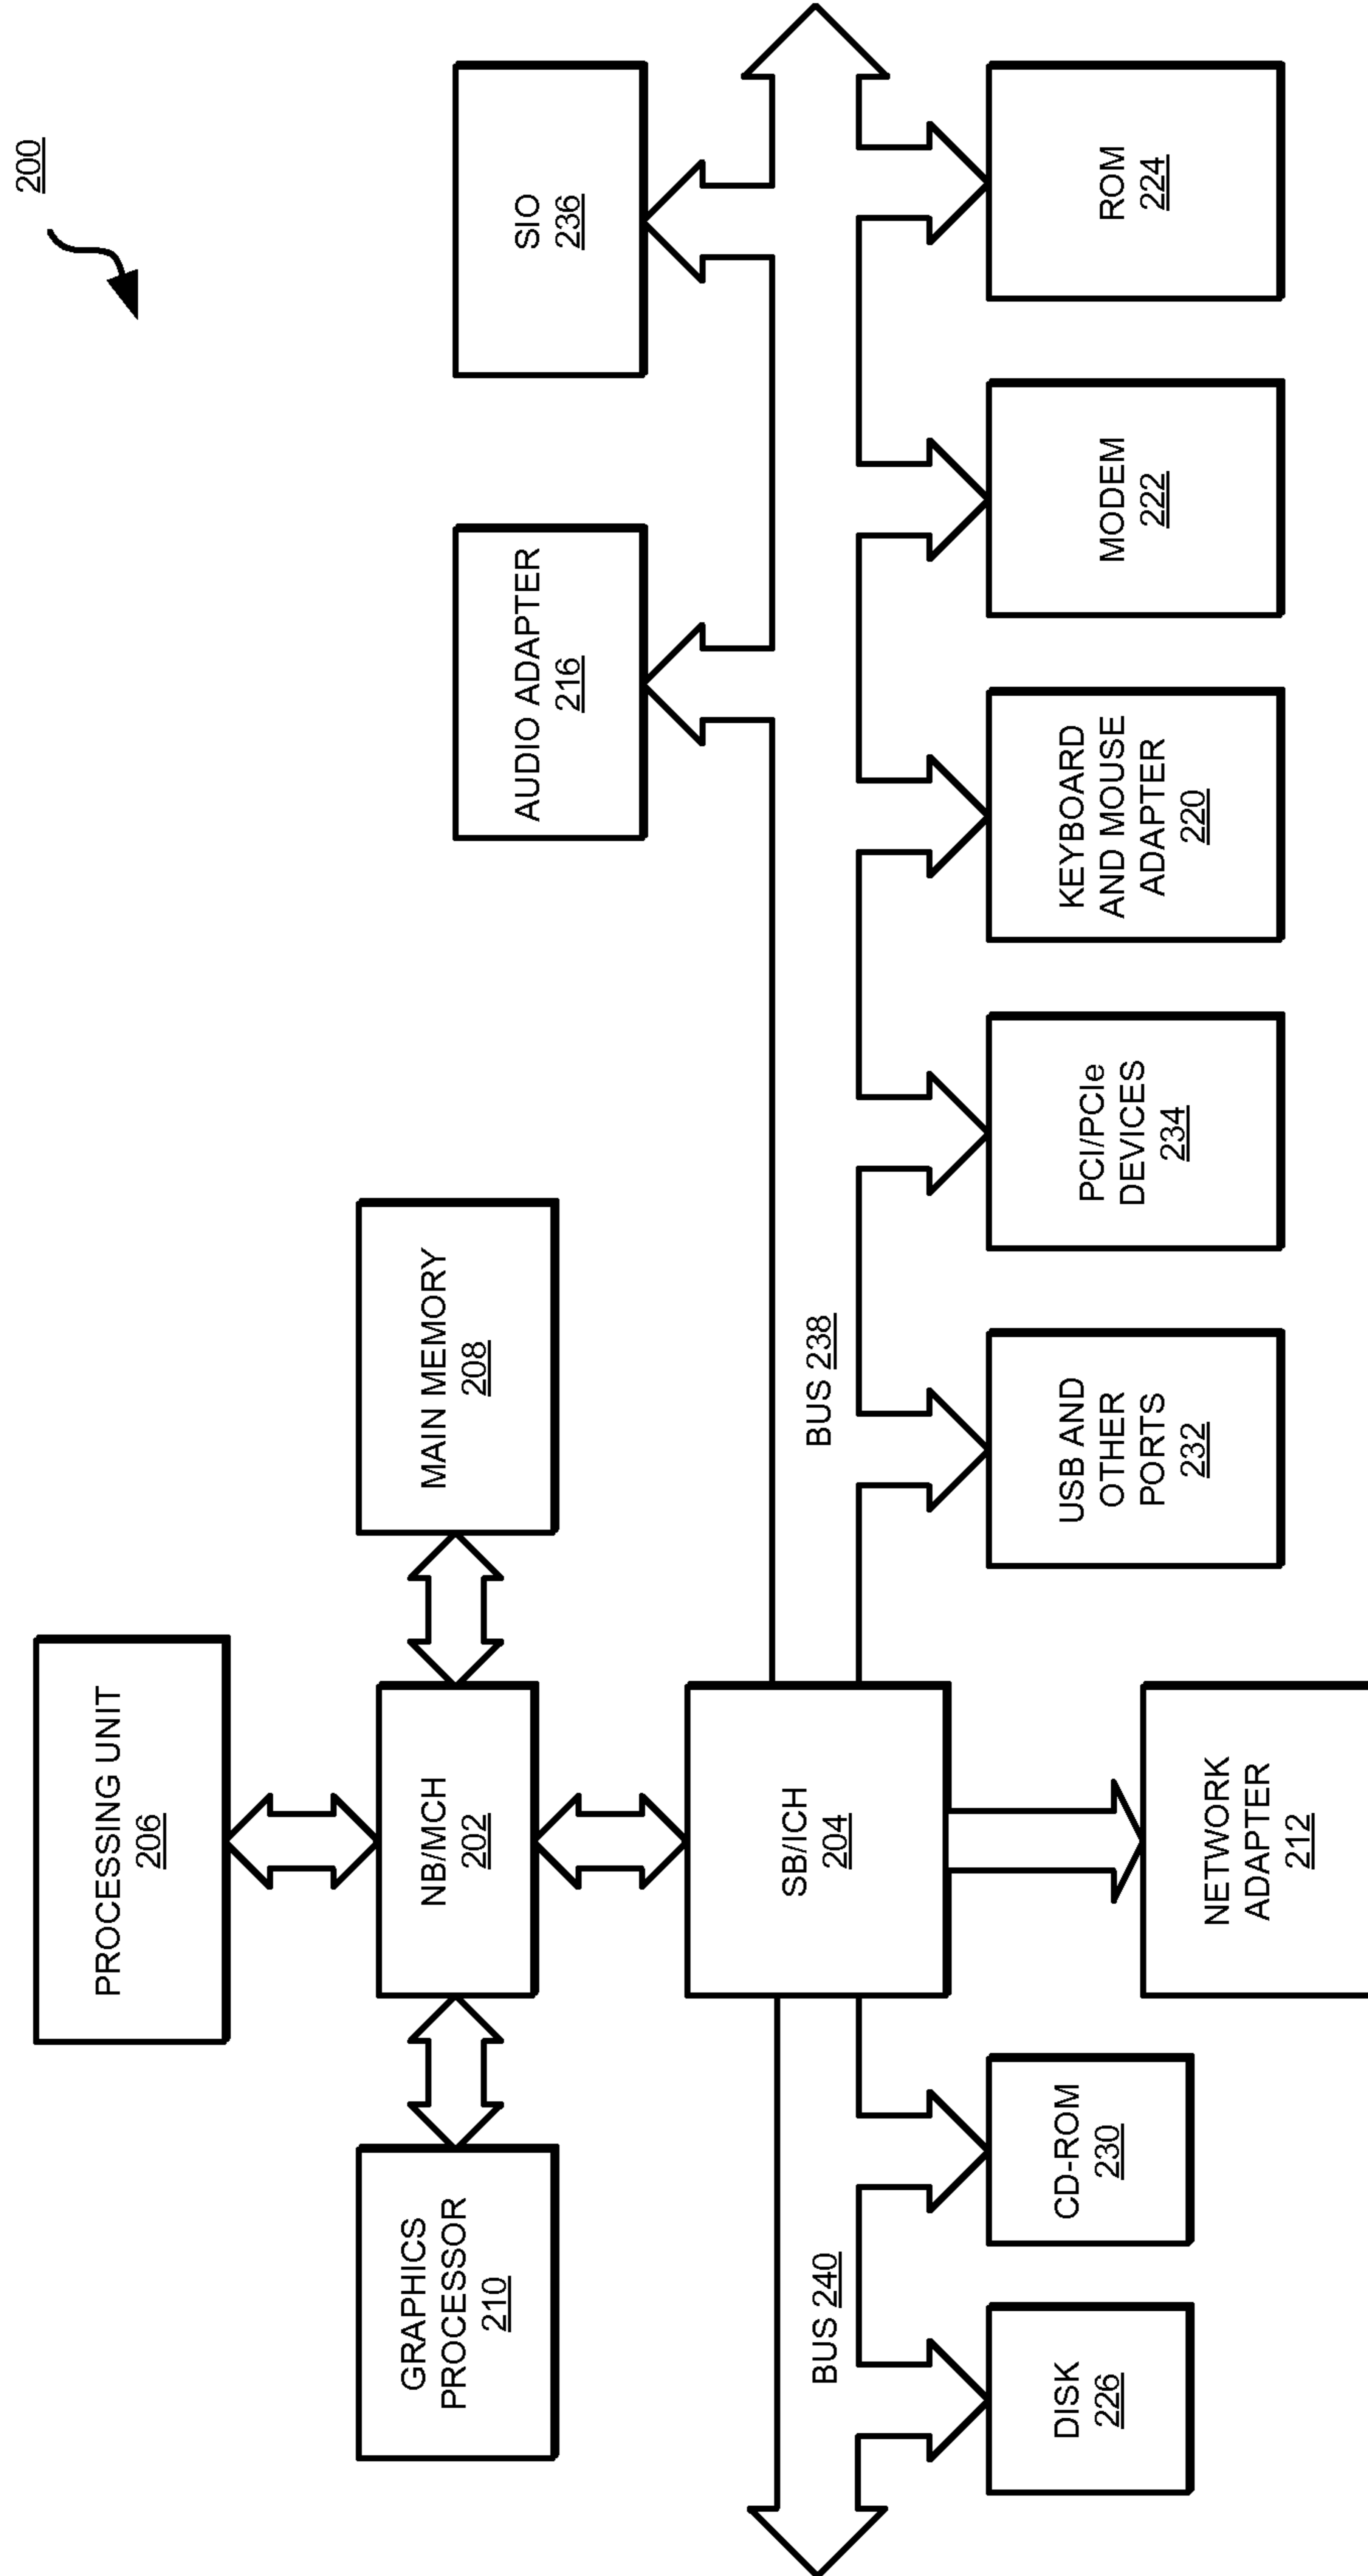 200
PROCESSING UNIT
206
GRAPHICS
PROCESSOR
210
NB/MCH
202
MAIN MEMORY
208
AUDIO ADAPTER
216
SIO
236
SB/ICH
204
BUS 240
BUS 238
DISK
226
CD-ROM
230
NETWORK
ADAPTER
212
USB AND
OTHER
PORTS
232
PCI/PCIe
DEVICES
234
KEYBOARD
AND MOUSE
ADAPTER
220
MODEM
222
ROM
224